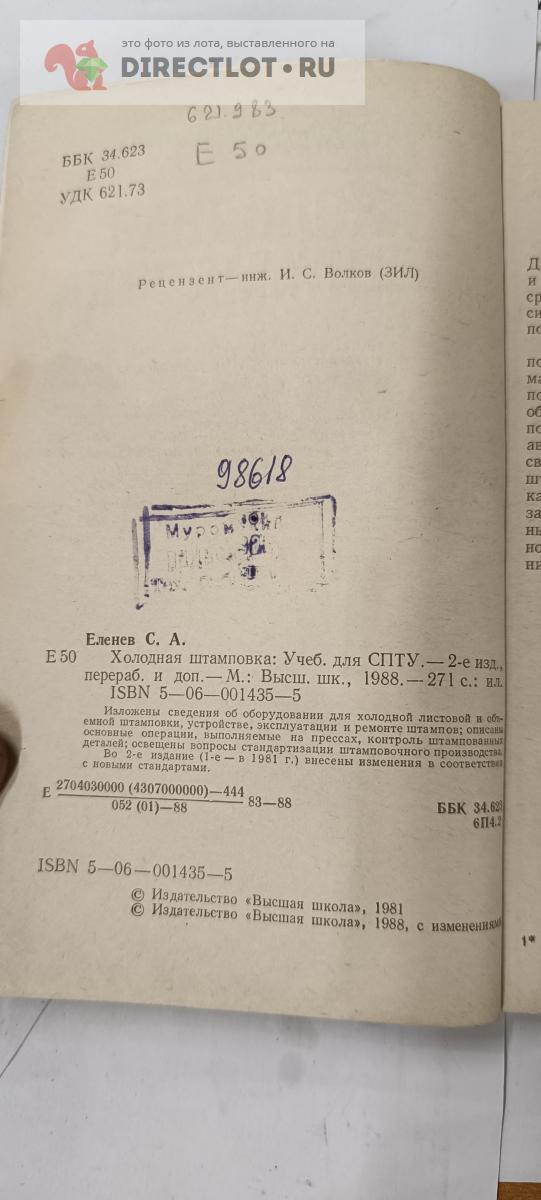 это фото из лота, выставленного на
DIRECTLOT.RU
621.983
ББК 34.623
Е 50
Е 50
УДК 621.73
Рецензент—инж. И. С. Волков (ЗИЛ)
98618
Еленев С. А.
Е 50 Холодная штамповка: Учеб. для СПТУ.— 2-е изд.,
перераб. и доп.— М.: Высш. шк., 1988.— 271 с.: ил.
ISBN 5—06—001435—5
Изложены сведения об оборудовании для холодной листовой и объ-
емной штамповки, устройстве, эксплуатации и ремонте штампов; описаны
основные операции, выполняемые на прессах, контроль штампованных
деталей; освещены вопросы стандартизации штамповочного производства.
Во 2-е издание (1-е — в 1981 г.) внесены изменения в соответствии
с новыми стандартами.
Е 2704030000 (4307000000)—444
052 (01)—88
83—88
ББК 34.623
6П4.2
ISBN 5—06—001435—5
© Издательство «Высшая школа», 1981
© Издательство «Высшая школа», 1988, с изменениями
1*